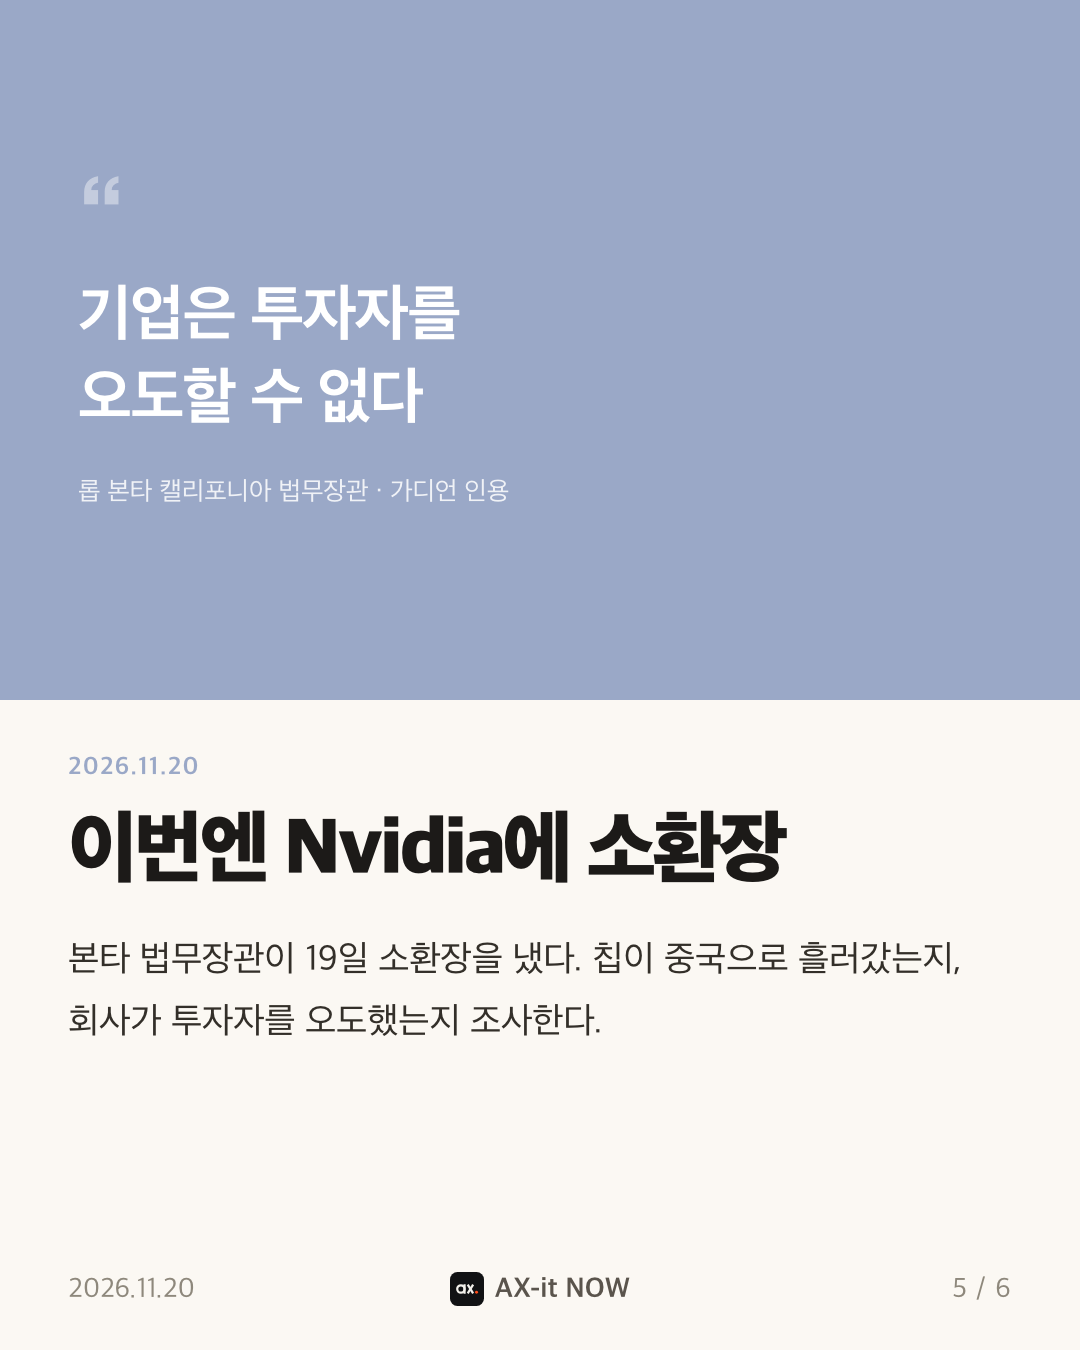 “
기업은 투자자를
오도할 수 없다
롭 본타 캘리포니아 법무장관 · 가디언 인용
2026.11.20
이번엔 Nvidia에 소환장
본타 법무장관이 19일 소환장을 냈다. 칩이 중국으로 흘러갔는지,
회사가 투자자를 오도했는지 조사한다.
2026.11.20
ax. AX-it NOW
5 / 6